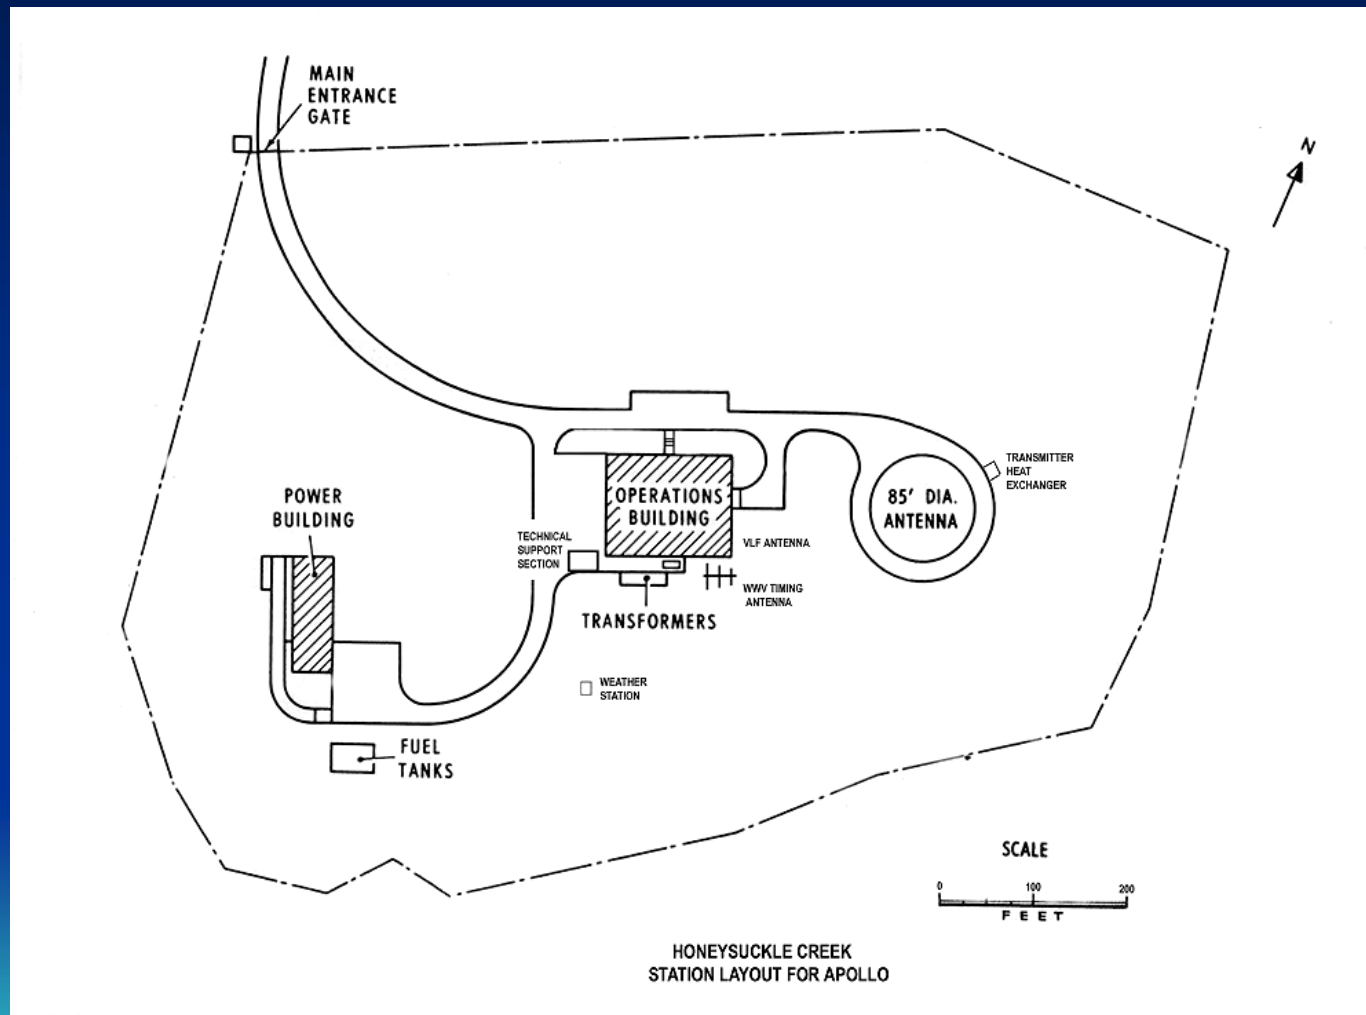 MAIN
ENTRANCE
GATE
N
TRANSMITTER
HEAT
EXCHANGER
85' DIA.
ANTENNA
POWER
BUILDING
OPERATIONS
BUILDING
TECHNICAL
SUPPORT
SECTION
VLF ANTENNA
WWV TIMING
ANTENNA
TRANSFORMERS
WEATHER
STATION
FUEL
TANKS
SCALE
0 100 200
FEET
HONEYSUCKLE CREEK
STATION LAYOUT FOR APOLLO